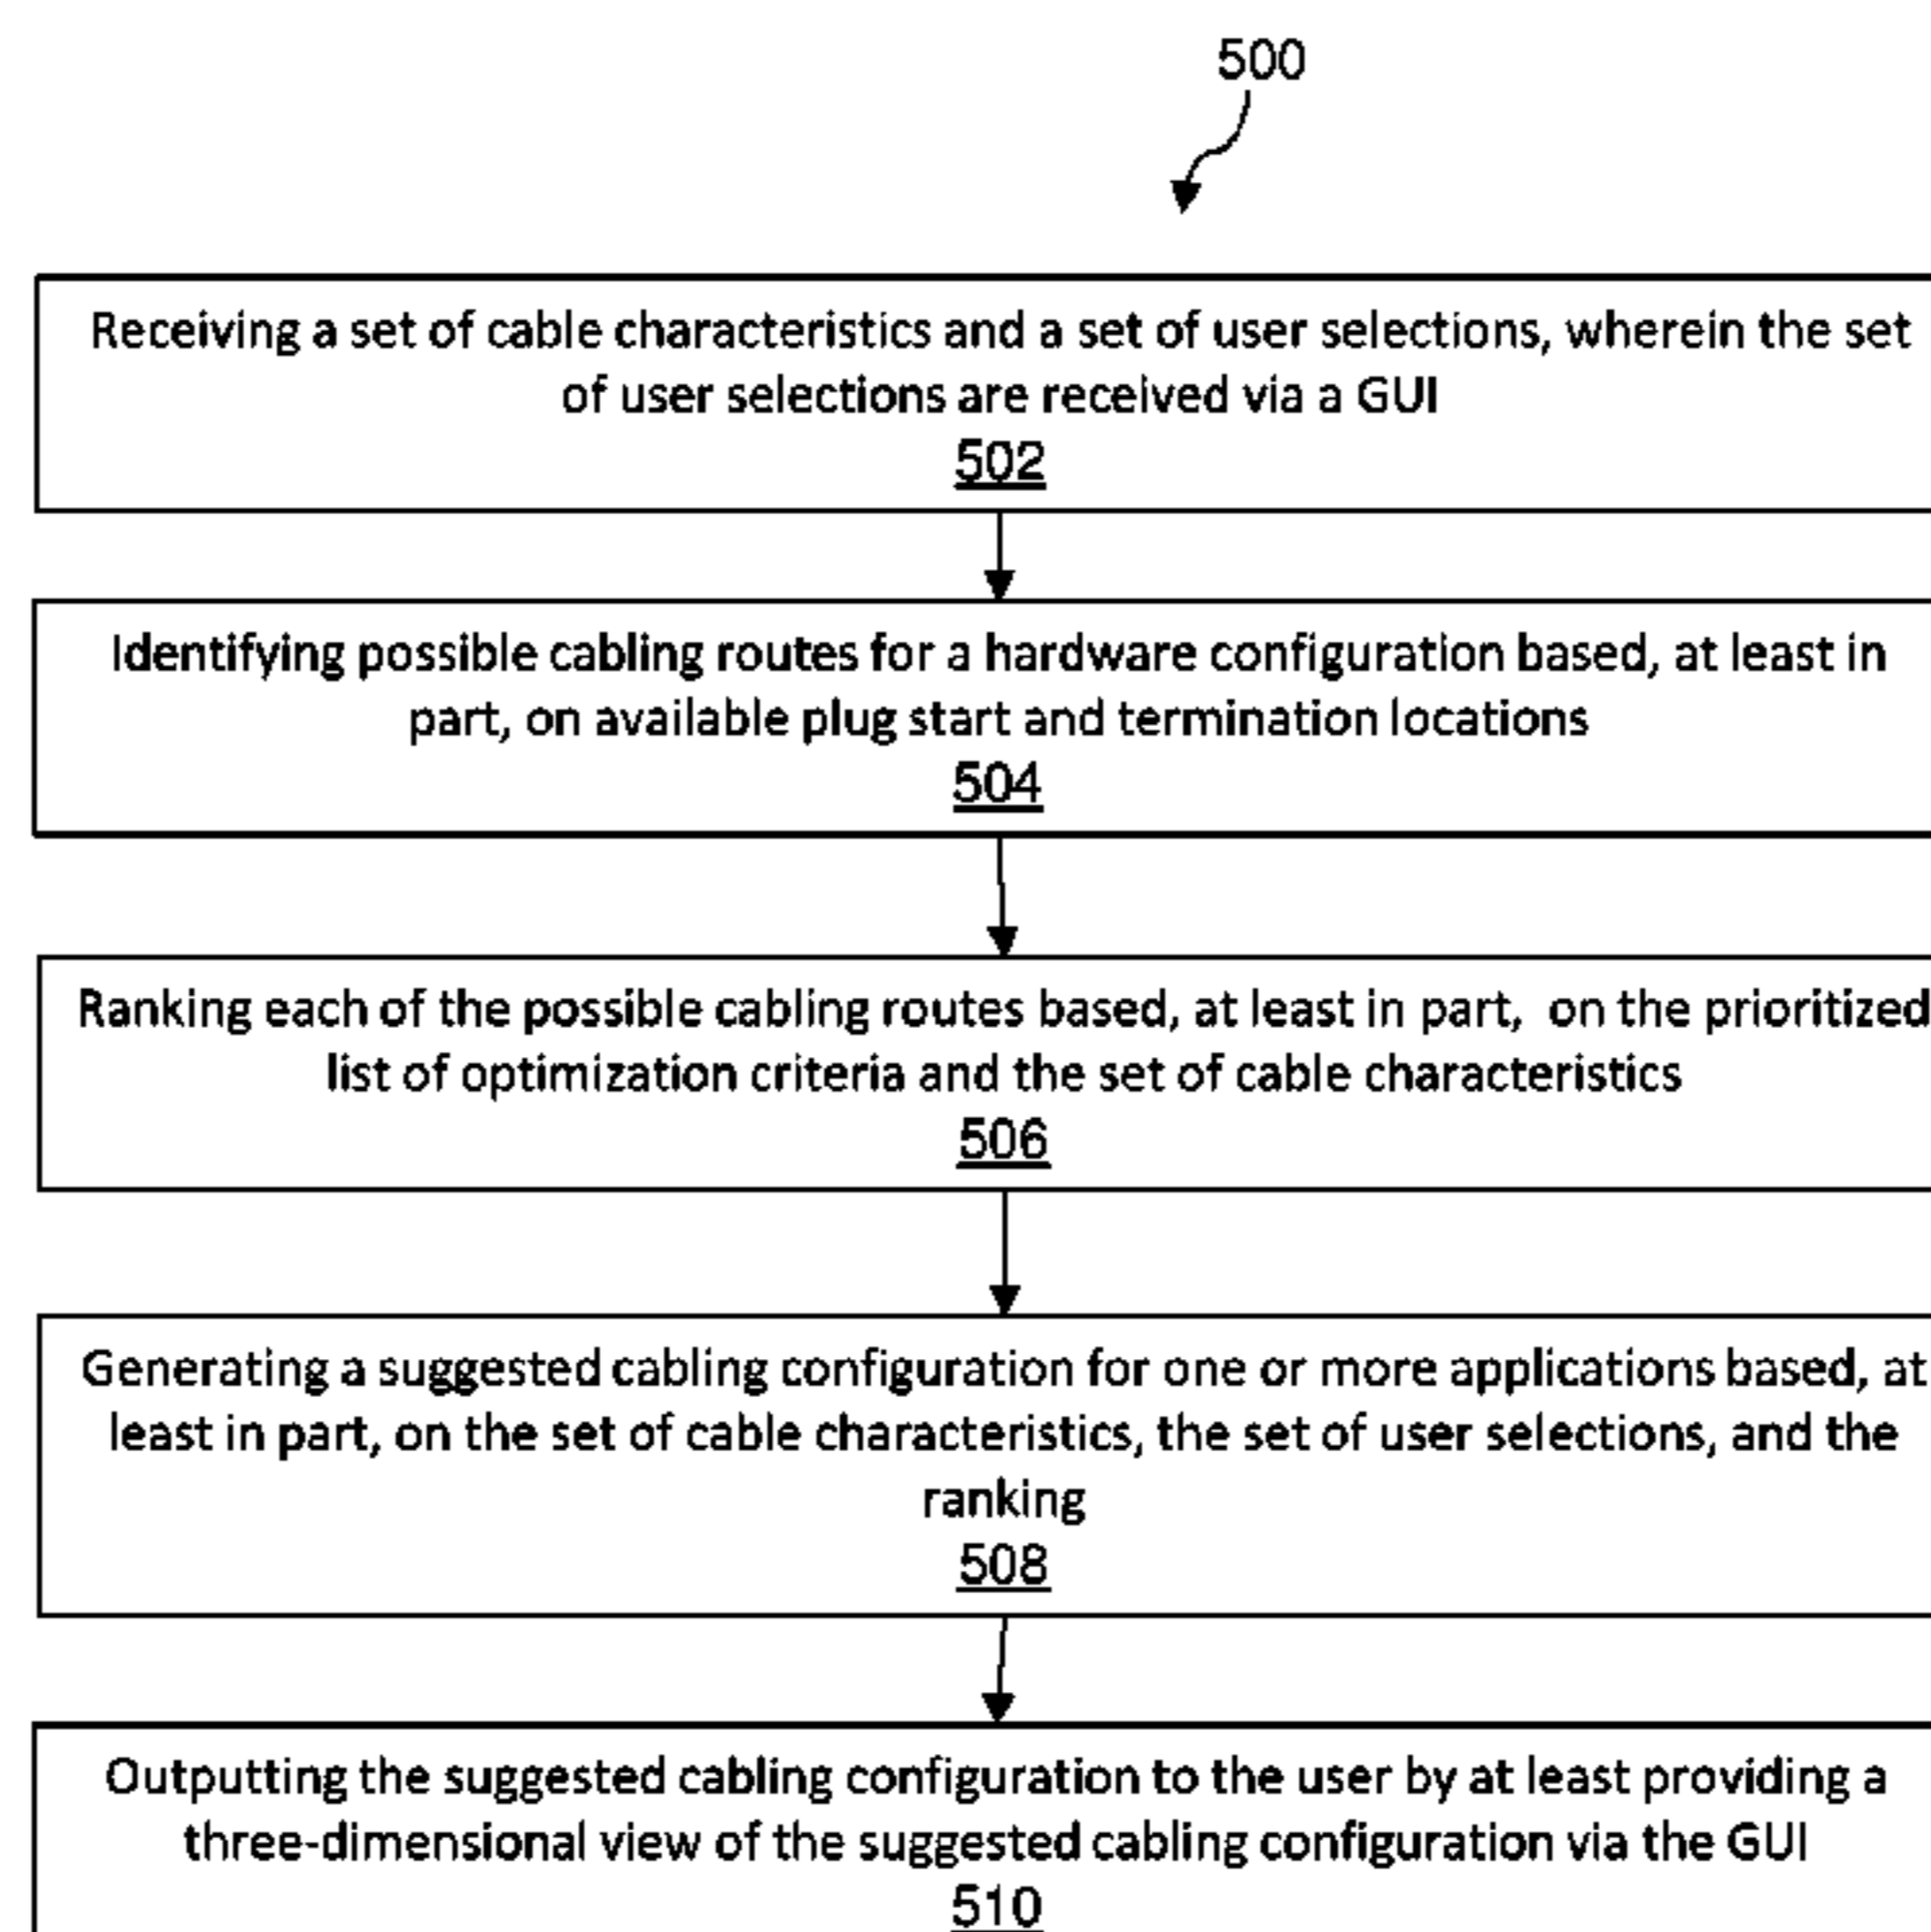 500
Receiving a set of cable characteristics and a set of user selections, wherein the set
of user selections are received via a GUI
502
Identifying possible cabling routes for a hardware configuration based, at least in
part, on available plug start and termination locations
504
Ranking each of the possible cabling routes based, at least in part, on the prioritized
list of optimization criteria and the set of cable characteristics
506
Generating a suggested cabling configuration for one or more applications based, at
least in part, on the set of cable characteristics, the set of user selections, and the
ranking
508
Outputting the suggested cabling configuration to the user by at least providing a
three-dimensional view of the suggested cabling configuration via the GUI
510